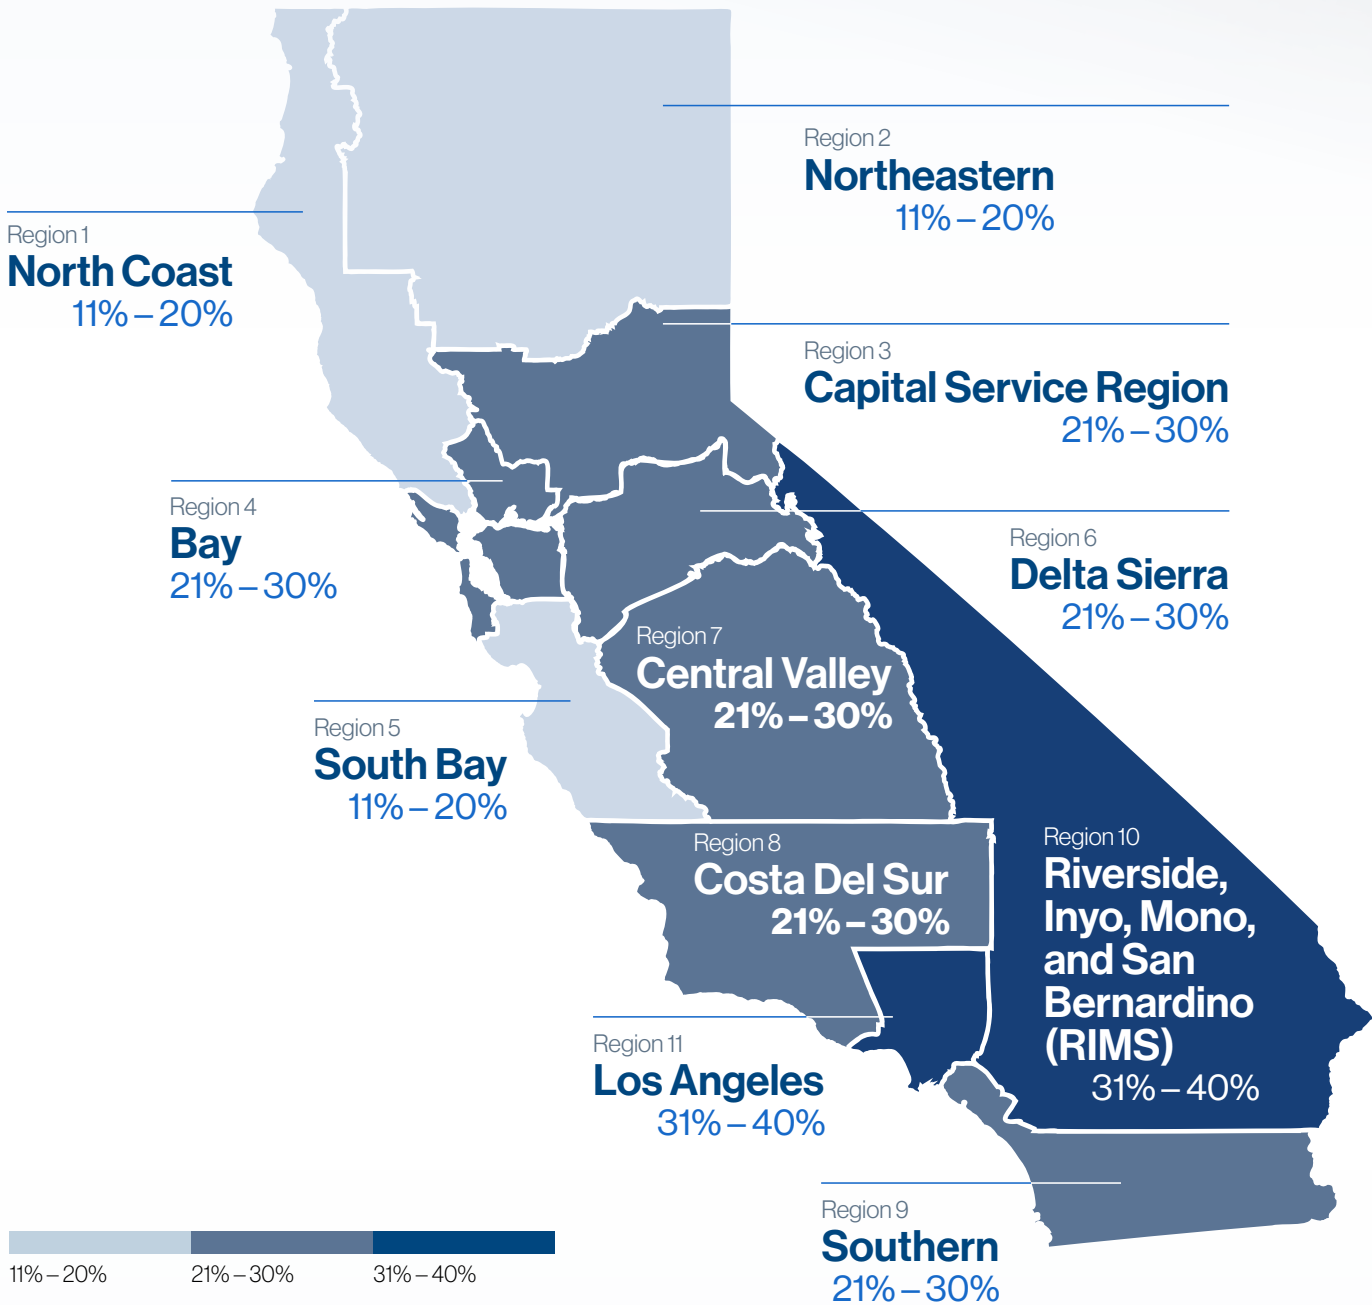 Region 2
Northeastern
11% – 20%
Region 1
North Coast
11% – 20%
Region 3
Capital Service Region
21% – 30%
Region 4
Bay
21% – 30%
Region 6
Delta Sierra
21% – 30%
Region 7
Central Valley
21% – 30%
Region 5
South Bay
11% – 20%
Region 8
Costa Del Sur
21% – 30%
Region 10
Riverside,
Inyo, Mono,
and San
Bernardino
(RIMS)
31% – 40%
Region 11
Los Angeles
31% – 40%
Region 9
Southern
21% – 30%
11% – 20%
21% – 30%
31% – 40%